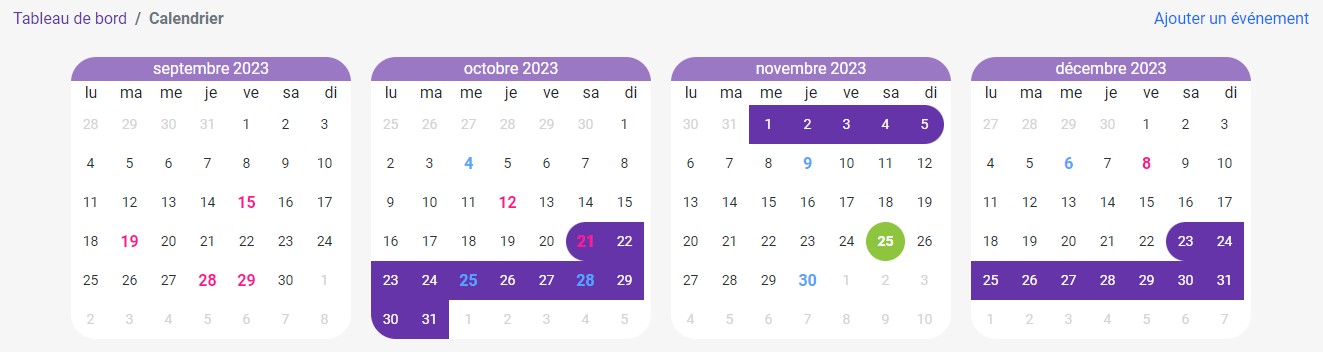 Tableau de bord / Calendrier
Ajouter un événement
septembre 2023
lu ma me je ve sa di
28 29 30 31 1 2 3
4 5 6 7 8 9 10
11 12 13 14 15 16 17
18 19 20 21 22 23 24
25 26 27 28 29 30 1
2 3 4 5 6 7 8
octobre 2023
lu ma me je ve sa di
25 26 27 28 29 30 1
2 3 4 5 6 7 8
9 10 11 12 13 14 15
16 17 18 19 20 21 22
23 24 25 26 27 28 29
30 31 1 2 3 4 5
novembre 2023
lu ma me je ve sa di
30 31 1 2 3 4 5
6 7 8 9 10 11 12
13 14 15 16 17 18 19
20 21 22 23 24 25 26
27 28 29 30 1 2 3
4 5 6 7 8 9 10
décembre 2023
lu ma me je ve sa di
27 28 29 30 1 2 3
4 5 6 7 8 9 10
11 12 13 14 15 16 17
18 19 20 21 22 23 24
25 26 27 28 29 30 31
1 2 3 4 5 6 7